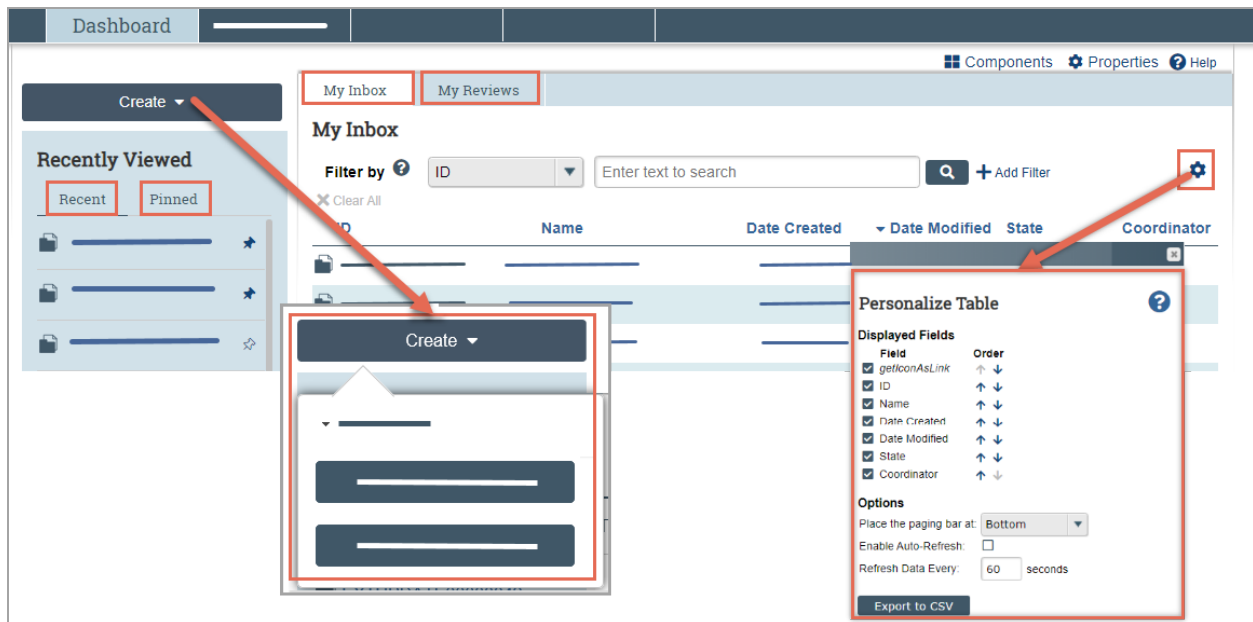 Dashboard
Components Properties Help
Create
My Inbox My Reviews
My Inbox
Recently Viewed
Recent Pinned
Filter by ID Enter text to search Add Filter
Clear All
ID Name Date Created Date Modified State Coordinator
Create
Personalize Table
Displayed Fields
Field Order
getIconAsLink
ID
Name
Date Created
Date Modified
State
Coordinator
Options
Place the paging bar at: Bottom
Enable Auto-Refresh:
Refresh Data Every: 60 seconds
Export to CSV